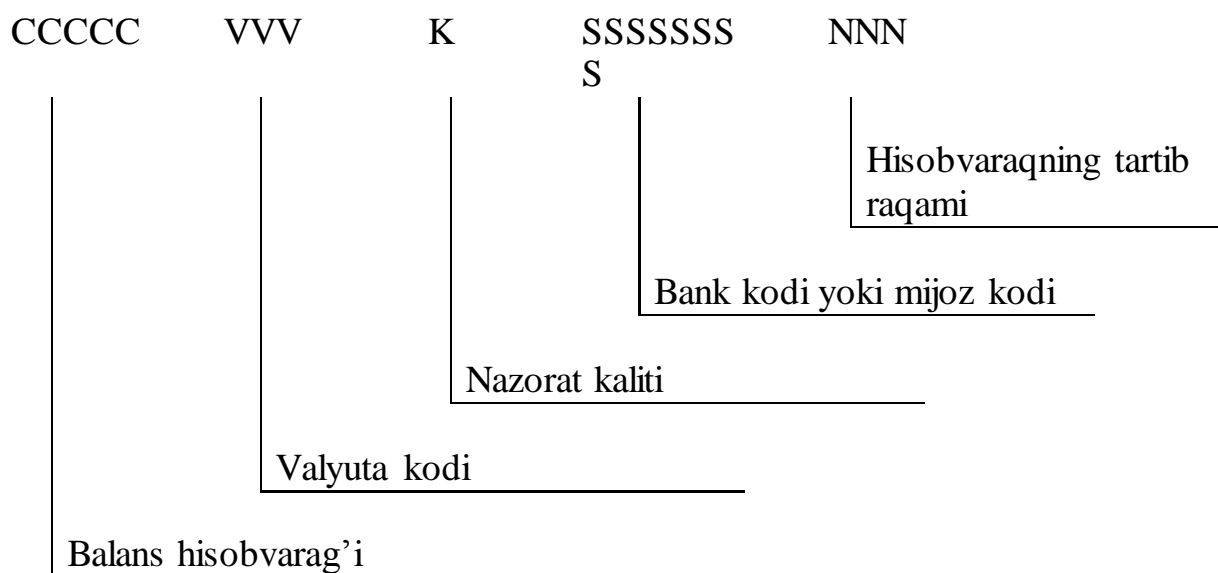 CCCCC VVV K SSSSSSS NNN
S
Hisobvaraqning tartib
raqami
Bank kodi yoki mijoz kodi
Nazorat kaliti
Valyuta kodi
Balans hisobvarag’i